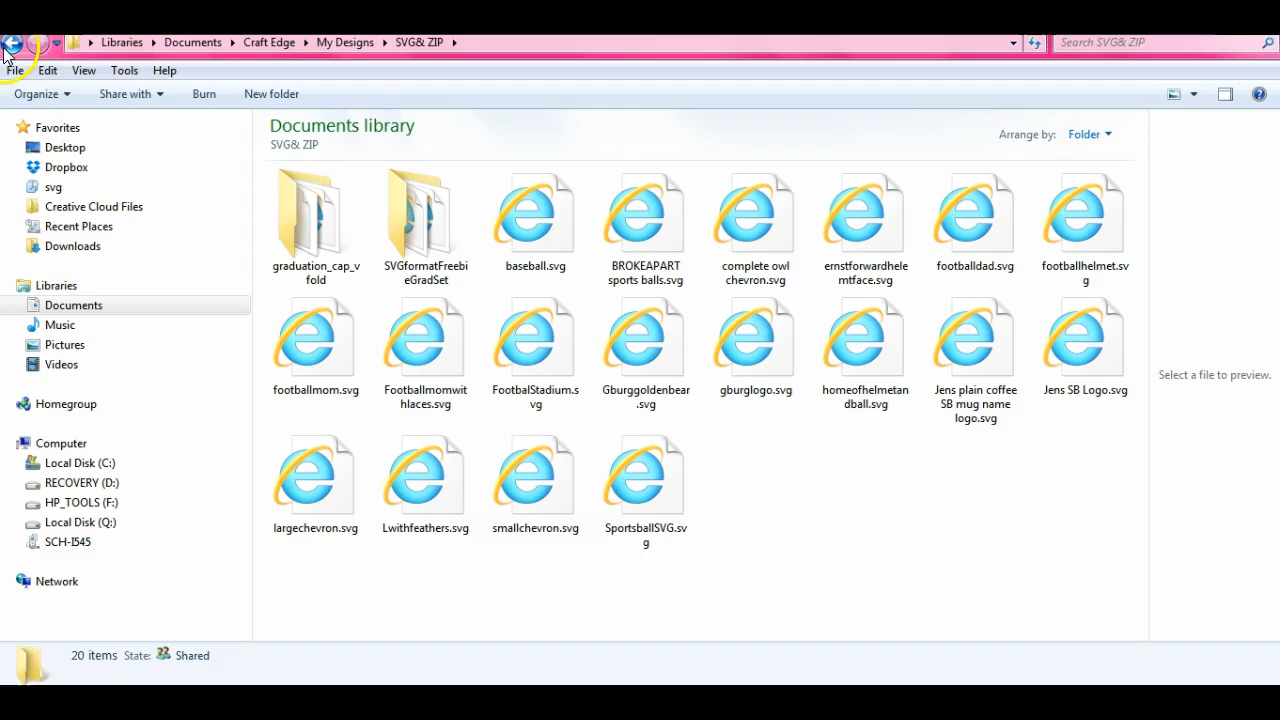 Libraries Documents Craft Edge My Designs SVG& ZIP Search SVG& ZIP
File Edit View Tools Help
Organize Share with Burn New folder
Favorites
Desktop
Dropbox
svg
Creative Cloud Files
Recent Places
Downloads
Libraries
Documents
Music
Pictures
Videos
Homegroup
Computer
Local Disk (C:)
RECOVERY (D:)
HP_TOOLS (F:)
Local Disk (Q:)
SCH-I545
Network
Documents library
SVG& ZIP
Arrange by: Folder
graduation_cap_v
fold
SVGformatFreebi
eGradSet
baseball.svg
BROKEAPART
sports balls.svg
complete owl
chevron.svg
ernstforwardhele
mtface.svg
footballdad.svg
footballhelmet.sv
g
footballmom.svg
Footballmomwit
hlaces.svg
FootbalStadium.s
vg
Gburggoldenbear
.svg
gburglogo.svg
homeofhelmetan
dball.svg
Jens plain coffee
SB mug name
logo.svg
Jens SB Logo.svg
largechevron.svg
Lwithfeathers.svg
smallchevron.svg
SportsballSVG.sv
g
Select a file to preview.
20 items State: Shared